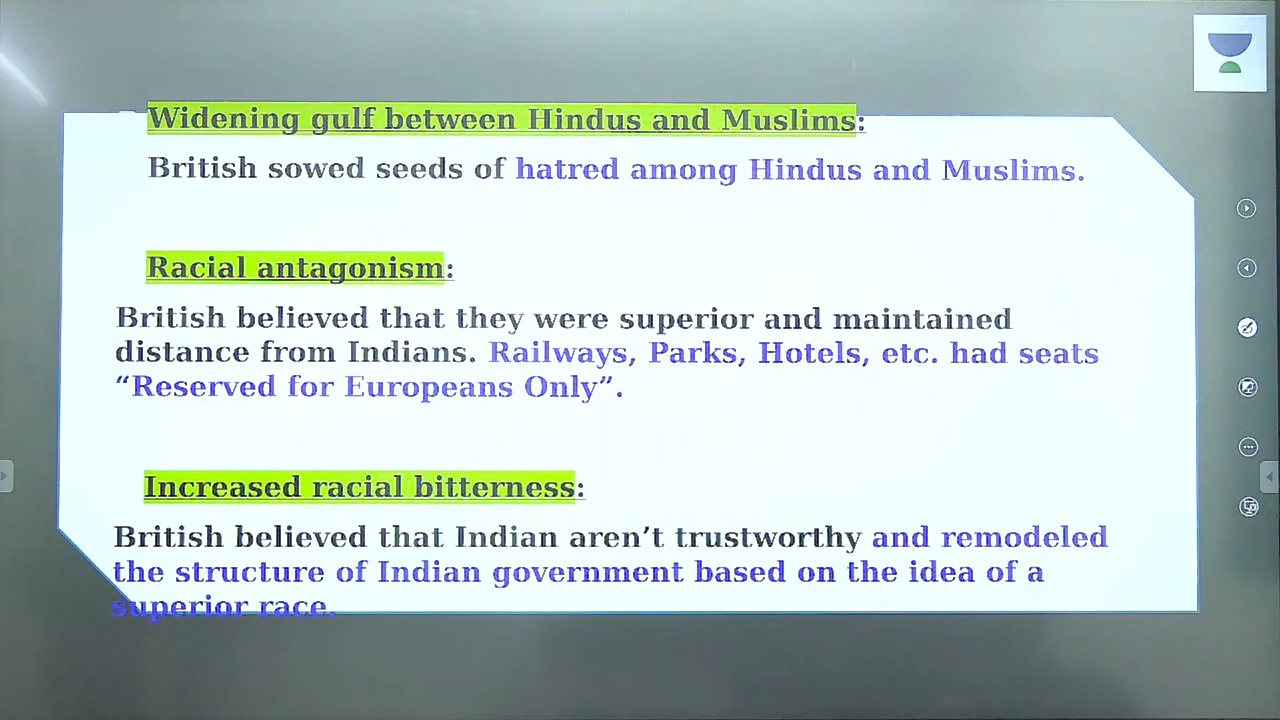 Widening gulf between Hindus and Muslims:
British sowed seeds of hatred among Hindus and Muslims.
Racial antagonism:
British believed that they were superior and maintained
distance from Indians. Railways, Parks, Hotels, etc. had seats
“Reserved for Europeans Only”.
Increased racial bitterness:
British believed that Indian aren’t trustworthy and remodeled
the structure of Indian government based on the idea of a
superior race.